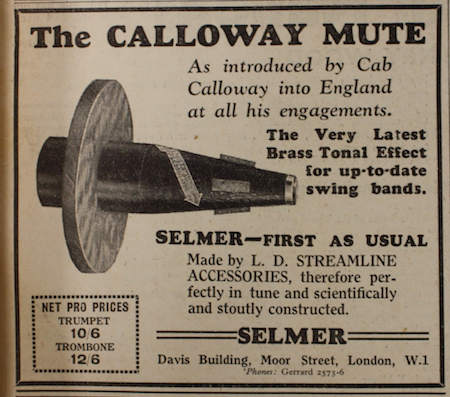 The CALLOWAY MUTE
As introduced by Cab
Calloway into England
at all his engagements.
The Very Latest
Brass Tonal Effect
for up-to-date
swing bands.
SELMER—FIRST AS USUAL
Made by L. D. STREAMLINE
ACCESSORIES, therefore per-
fectly in tune and scientifically
and stoutly constructed.
NET PRO PRICES
TRUMPET
10/6
TROMBONE
12/6
SELMER
Davis Building, Moor Street, London, W.1
'Phones: Gerrard 2573-6